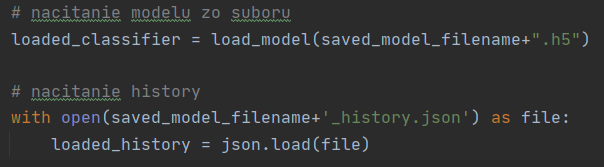 # nacitanie modelu zo suboru
loaded_classifier = load_model(saved_model_filename+".h5")
# nacitanie history
with open(saved_model_filename+'_history.json') as file:
    loaded_history = json.load(file)